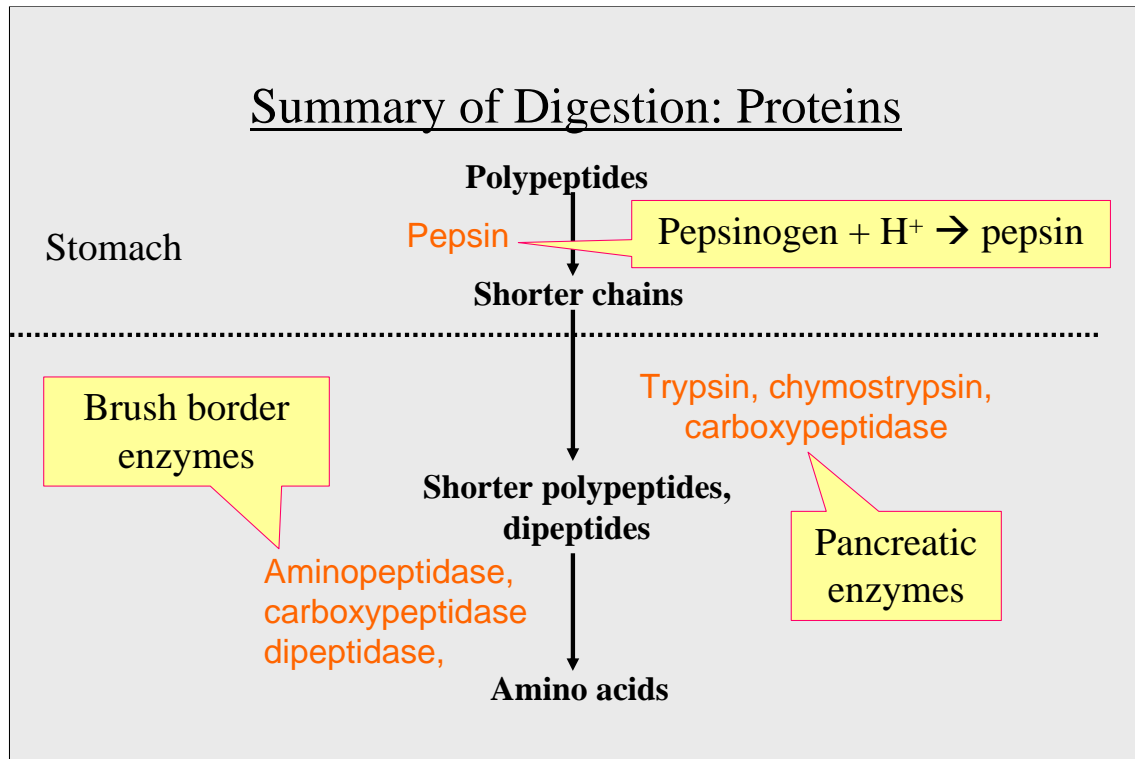 Summary of Digestion: Proteins
Polypeptides
Stomach
Pepsin
Pepsinogen + H⁺ → pepsin
Shorter chains
Brush border
enzymes
Trypsin, chymostrypsin,
carboxypeptidase
Shorter polypeptides,
dipeptides
Pancreatic
enzymes
Aminopeptidase,
carboxypeptidase
dipeptidase,
Amino acids